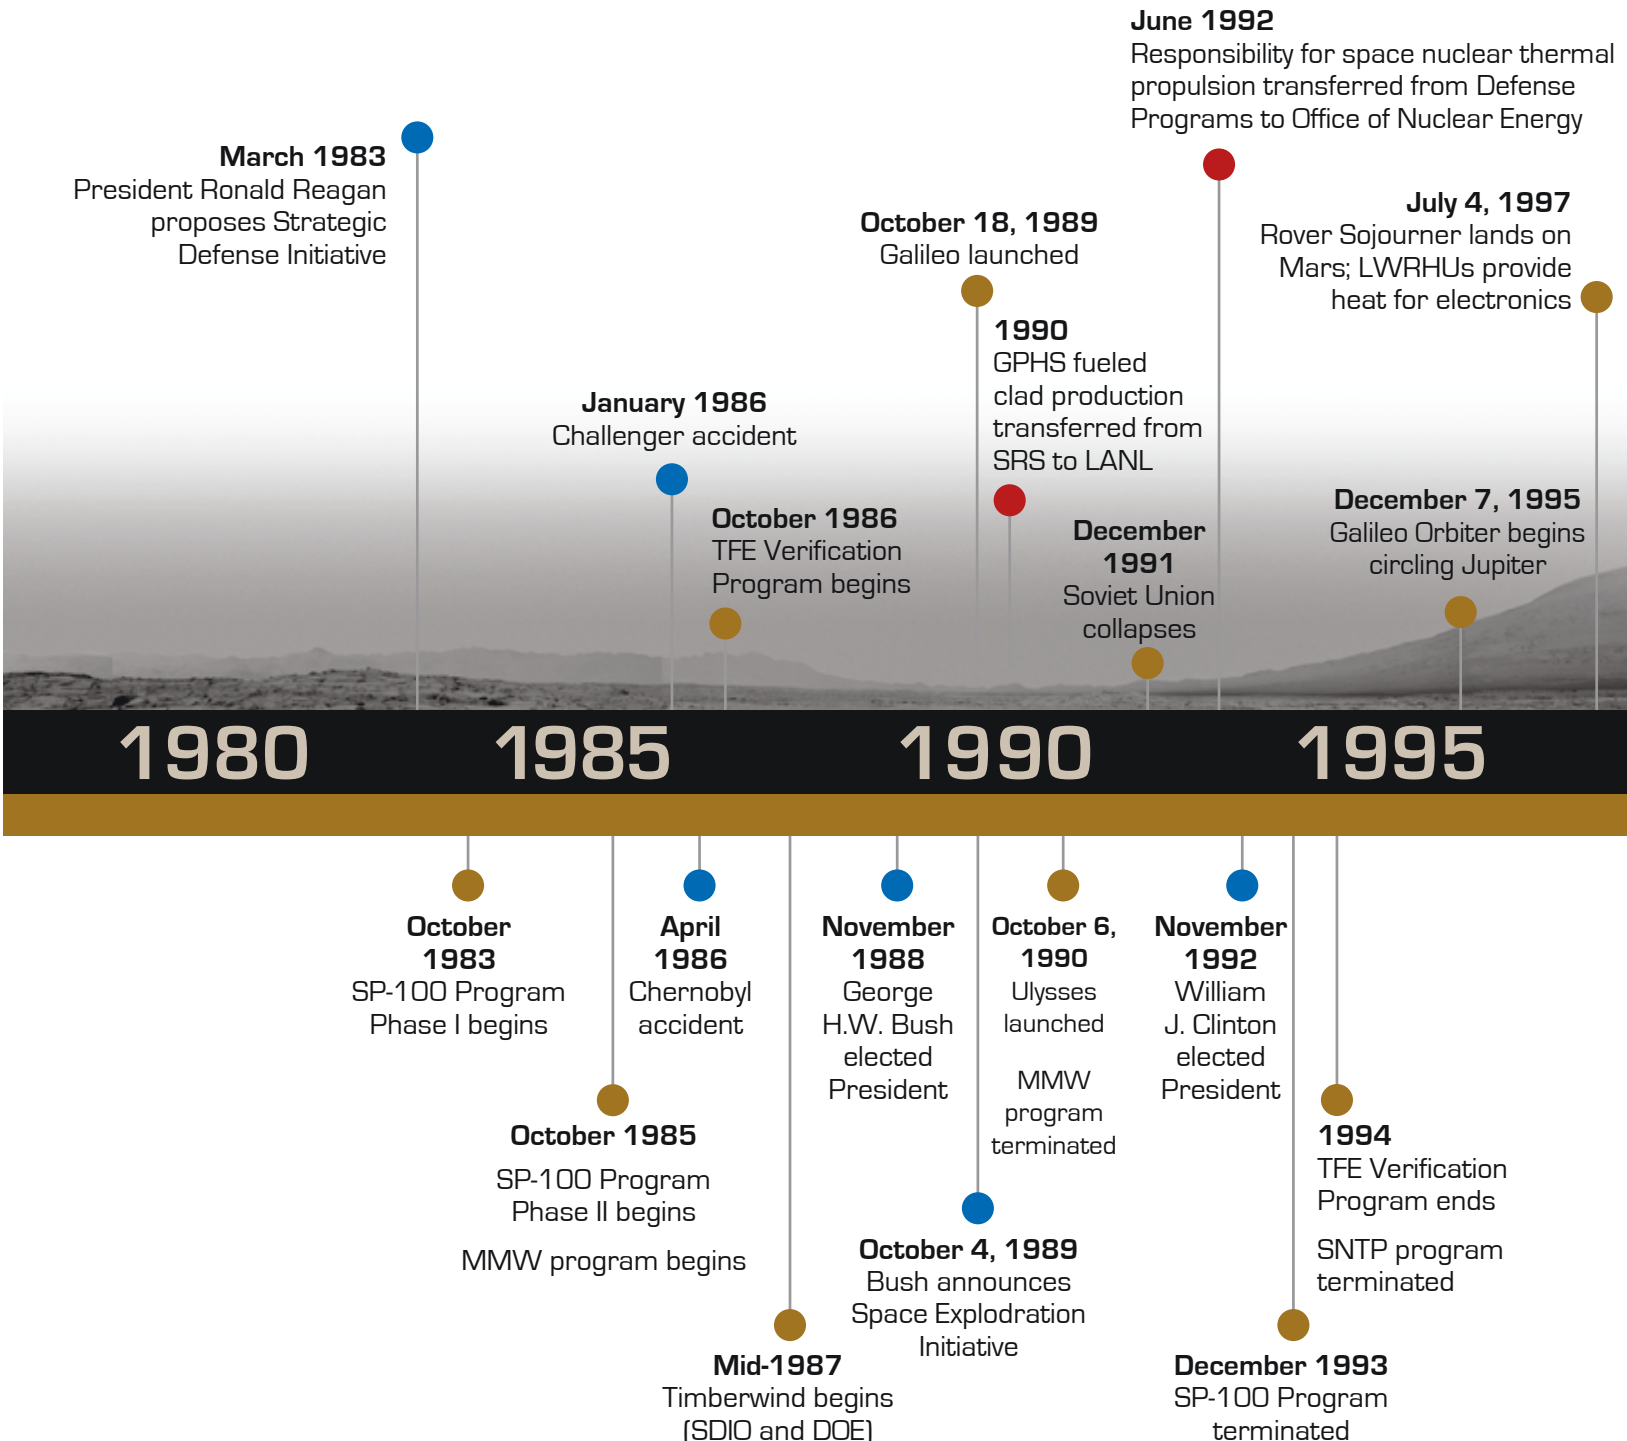 June 1992
Responsibility for space nuclear thermal
propulsion transferred from Defense
Programs to Office of Nuclear Energy
March 1983
President Ronald Reagan
proposes Strategic
Defense Initiative
July 4, 1997
Rover Sojourner lands on
Mars; LWRHUs provide
heat for electronics
October 18, 1989
Galileo launched
1990
GPHS fueled
clad production
transferred from
SRS to LANL
January 1986
Challenger accident
October 1986
TFE Verification
Program begins
December
1991
Soviet Union
collapses
December 7, 1995
Galileo Orbiter begins
circling Jupiter
1980
1985
1990
1995
October
1983
SP-100 Program
Phase I begins
April
1986
Chernobyl
accident
November
1988
George
H.W. Bush
elected
President
October 6,
1990
Ulysses
launched
MMW
program
terminated
November
1992
William
J. Clinton
elected
President
October 1985
SP-100 Program
Phase II begins
MMW program begins
1994
TFE Verification
Program ends
SNTP program
terminated
October 4, 1989
Bush announces
Space Explodration
Initiative
Mid-1987
Timberwind begins
(SDIO and DOE)
December 1993
SP-100 Program
terminated